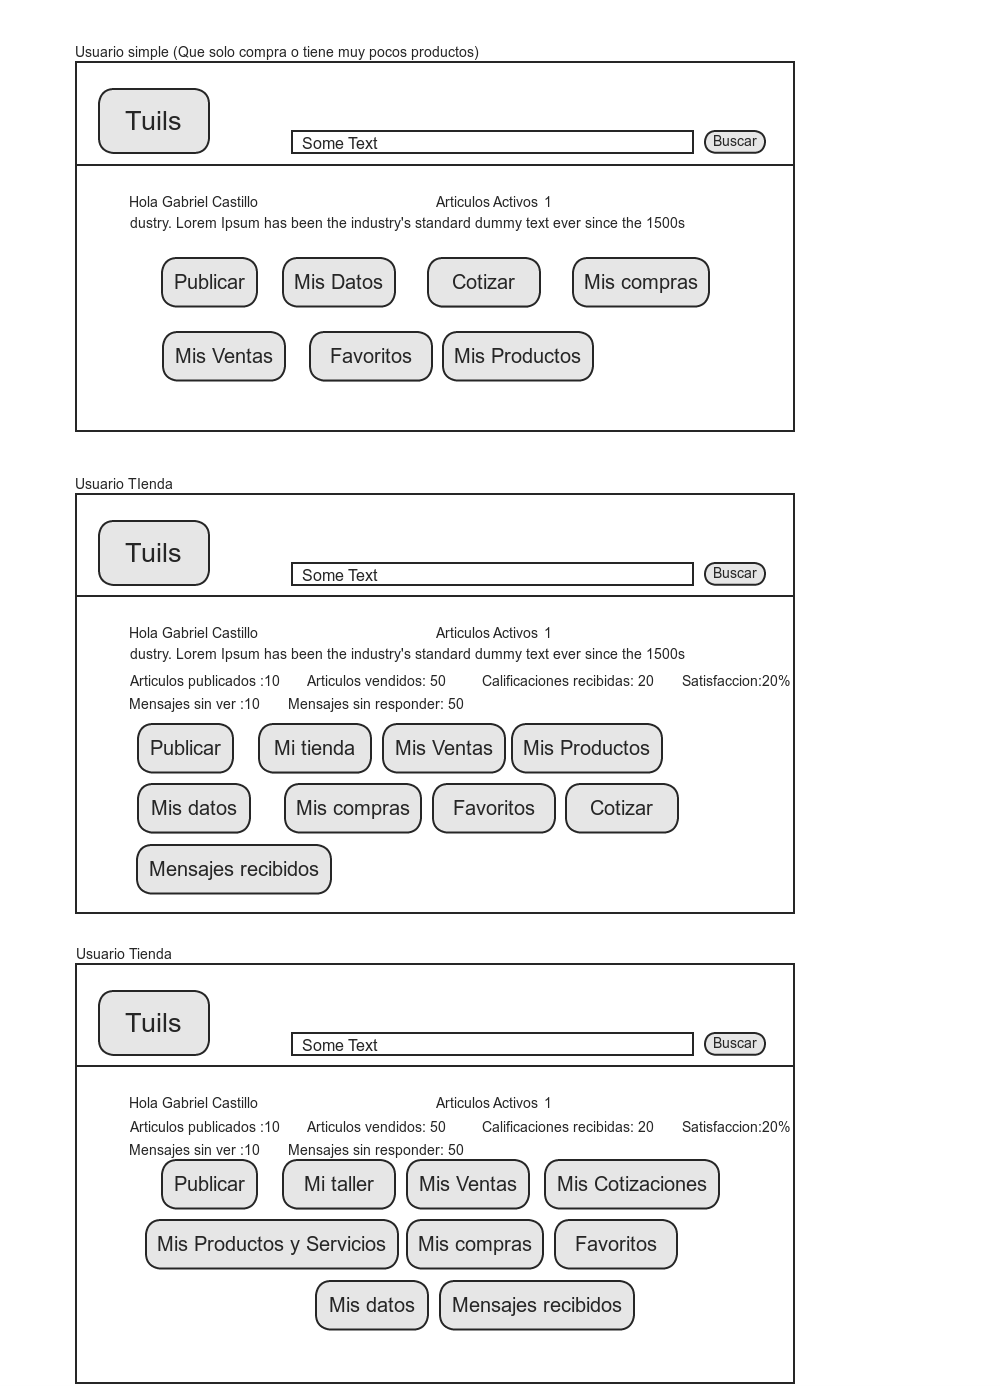 Usuario simple (Que solo compra o tiene muy pocos productos)
Tuils
Some Text Buscar
Hola Gabriel Castillo Articulos Activos 1
dustry. Lorem Ipsum has been the industry's standard dummy text ever since the 1500s
Publicar Mis Datos Cotizar Mis compras
Mis Ventas Favoritos Mis Productos
Usuario TIenda
Tuils
Some Text Buscar
Hola Gabriel Castillo Articulos Activos 1
dustry. Lorem Ipsum has been the industry's standard dummy text ever since the 1500s
Articulos publicados :10 Articulos vendidos: 50 Calificaciones recibidas: 20 Satisfaccion:20%
Mensajes sin ver :10 Mensajes sin responder: 50
Publicar Mi tienda Mis Ventas Mis Productos
Mis datos Mis compras Favoritos Cotizar
Mensajes recibidos
Usuario Tienda
Tuils
Some Text Buscar
Hola Gabriel Castillo Articulos Activos 1
Articulos publicados :10 Articulos vendidos: 50 Calificaciones recibidas: 20 Satisfaccion:20%
Mensajes sin ver :10 Mensajes sin responder: 50
Publicar Mi taller Mis Ventas Mis Cotizaciones
Mis Productos y Servicios Mis compras Favoritos
Mis datos Mensajes recibidos